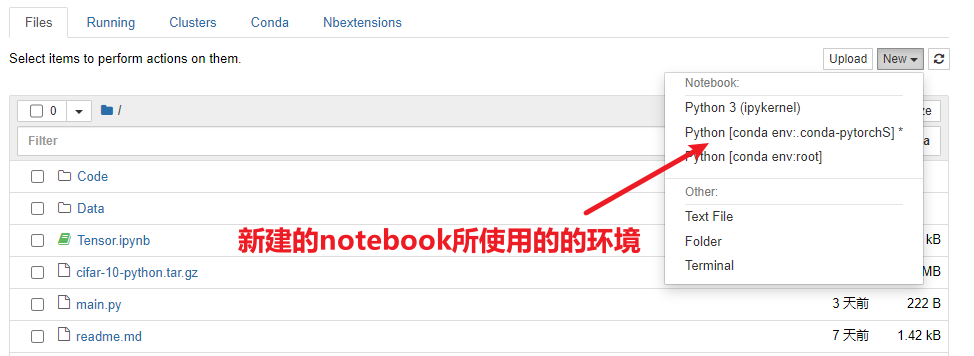 Files Running Clusters Conda Nbextensions
Select items to perform actions on them.
Upload New
Notebook:
0 /
Python 3 (ipykernel)
Python [conda env:.conda-pytorchS] *
Filter
Python [conda env:root]
Code
Other:
Data
Text File
Tensor.ipynb
新建的notebook所使用的的环境
Folder
kB
cifar-10-python.tar.gz
Terminal
MB
main.py
3 天前 222 B
readme.md
7 天前 1.42 kB